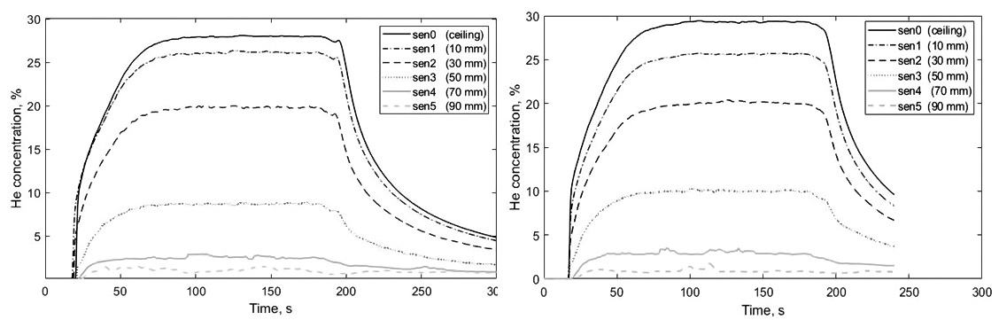 30
25
20
15
10
5
He concentration, %
0
50
100
150
200
250
30
Time, s
sen0 (ceiling)
sen1 (10 mm)
sen2 (30 mm)
sen3 (50 mm)
sen4 (70 mm)
sen5 (90 mm)
30
25
20
15
10
5
0
He concentration, %
0
50
100
150
200
250
300
Time, s
sen0 (ceiling)
sen1 (10 mm)
sen2 (30 mm)
sen3 (50 mm)
sen4 (70 mm)
sen5 (90 mm)